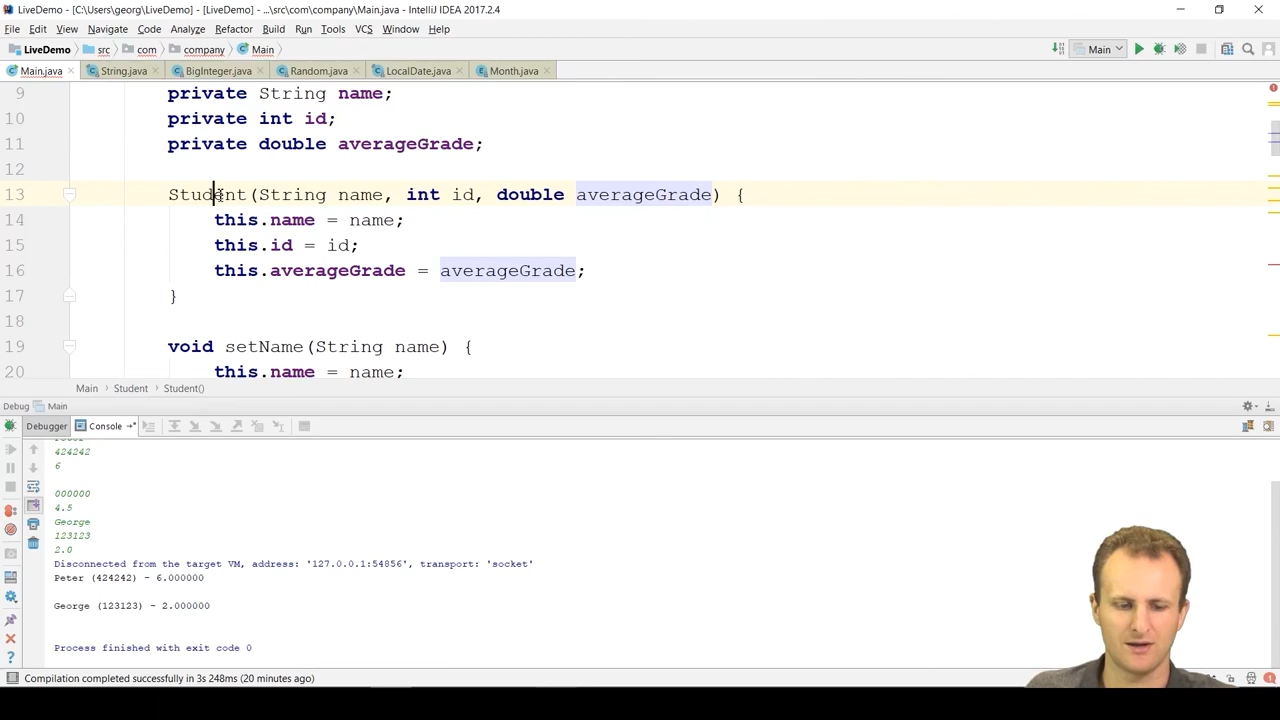 LiveDemo - [C:\Users\georg\LiveDemo] - [LiveDemo] - ...\src\com\company\Main.java - IntelliJ IDEA 2017.2.4
File Edit View Navigate Code Analyze Refactor Build Run Tools VCS Window Help
LiveDemo src com company Main Main
Main.java String.java BigInteger.java Random.java LocalDate.java Month.java
9 private String name;
10 private int id;
11 private double averageGrade;
12
13 Student(String name, int id, double averageGrade) {
14 this.name = name;
15 this.id = id;
16 this.averageGrade = averageGrade;
17 }
18
19 void setName(String name) {
20 this.name = name;
Main Student Student()
Debug Main
Debugger Console
424242
6
000000
4.5
George
123123
2.0
Disconnected from the target VM, address: '127.0.0.1:54856', transport: 'socket'
Peter (424242) - 6.000000
George (123123) - 2.000000
Process finished with exit code 0
Compilation completed successfully in 3s 248ms (20 minutes ago)